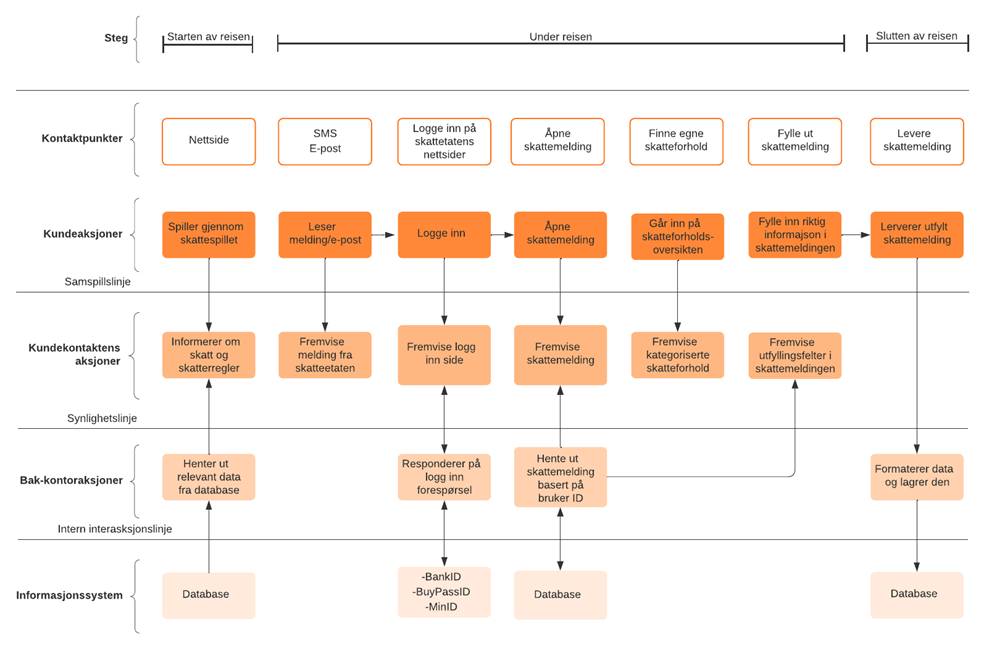 Steg
Starten av reisen
Under reisen
Slutten av reisen
Kontaktpunkter
Nettside
SMS
E-post
Logge inn på
skattetatens
nettsider
Åpne
skattemelding
Finne egne
skatteforhold
Fylle ut
skattemelding
Levere
skattemelding
Kundeaksjoner
Spiller gjennom
skattespillet
Leser
melding/e-post
Logge inn
Åpne
skattemelding
Går inn på
skatteforholds-
oversikten
Fylle inn riktig
informajson i
skattemeldingen
Lerverer utfylt
skattemelding
Samspillslinje
Kundekontaktens
aksjoner
Informerer om
skatt og
skatterregler
Fremvise
melding fra
skatteetaten
Fremvise logg
inn side
Fremvise
skattemelding
Fremvise
kategoriserte
skatteforhold
Fremvise
utfyllingsfelter i
skattemeldingen
Synlighetslinje
Bak-kontoraksjoner
Henter ut
relevant data
fra database
Responderer på
logg inn
forespørsel
Hente ut
skattemelding
basert på
bruker ID
Formaterer data
og lagrer den
Intern interasksjonslinje
Informasjonssystem
Database
-BankID
-BuyPassID
-MinID
Database
Database